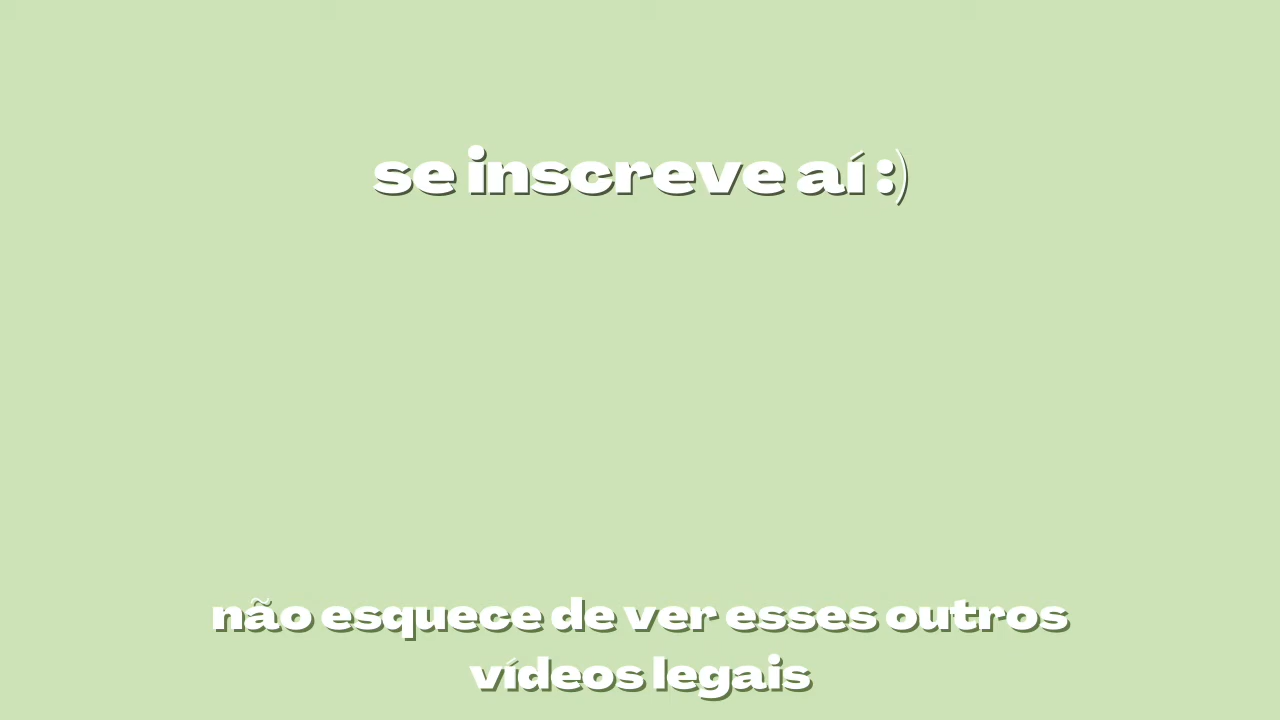 se inscreve aí :)
não esquece de ver esses outros
vídeos legais